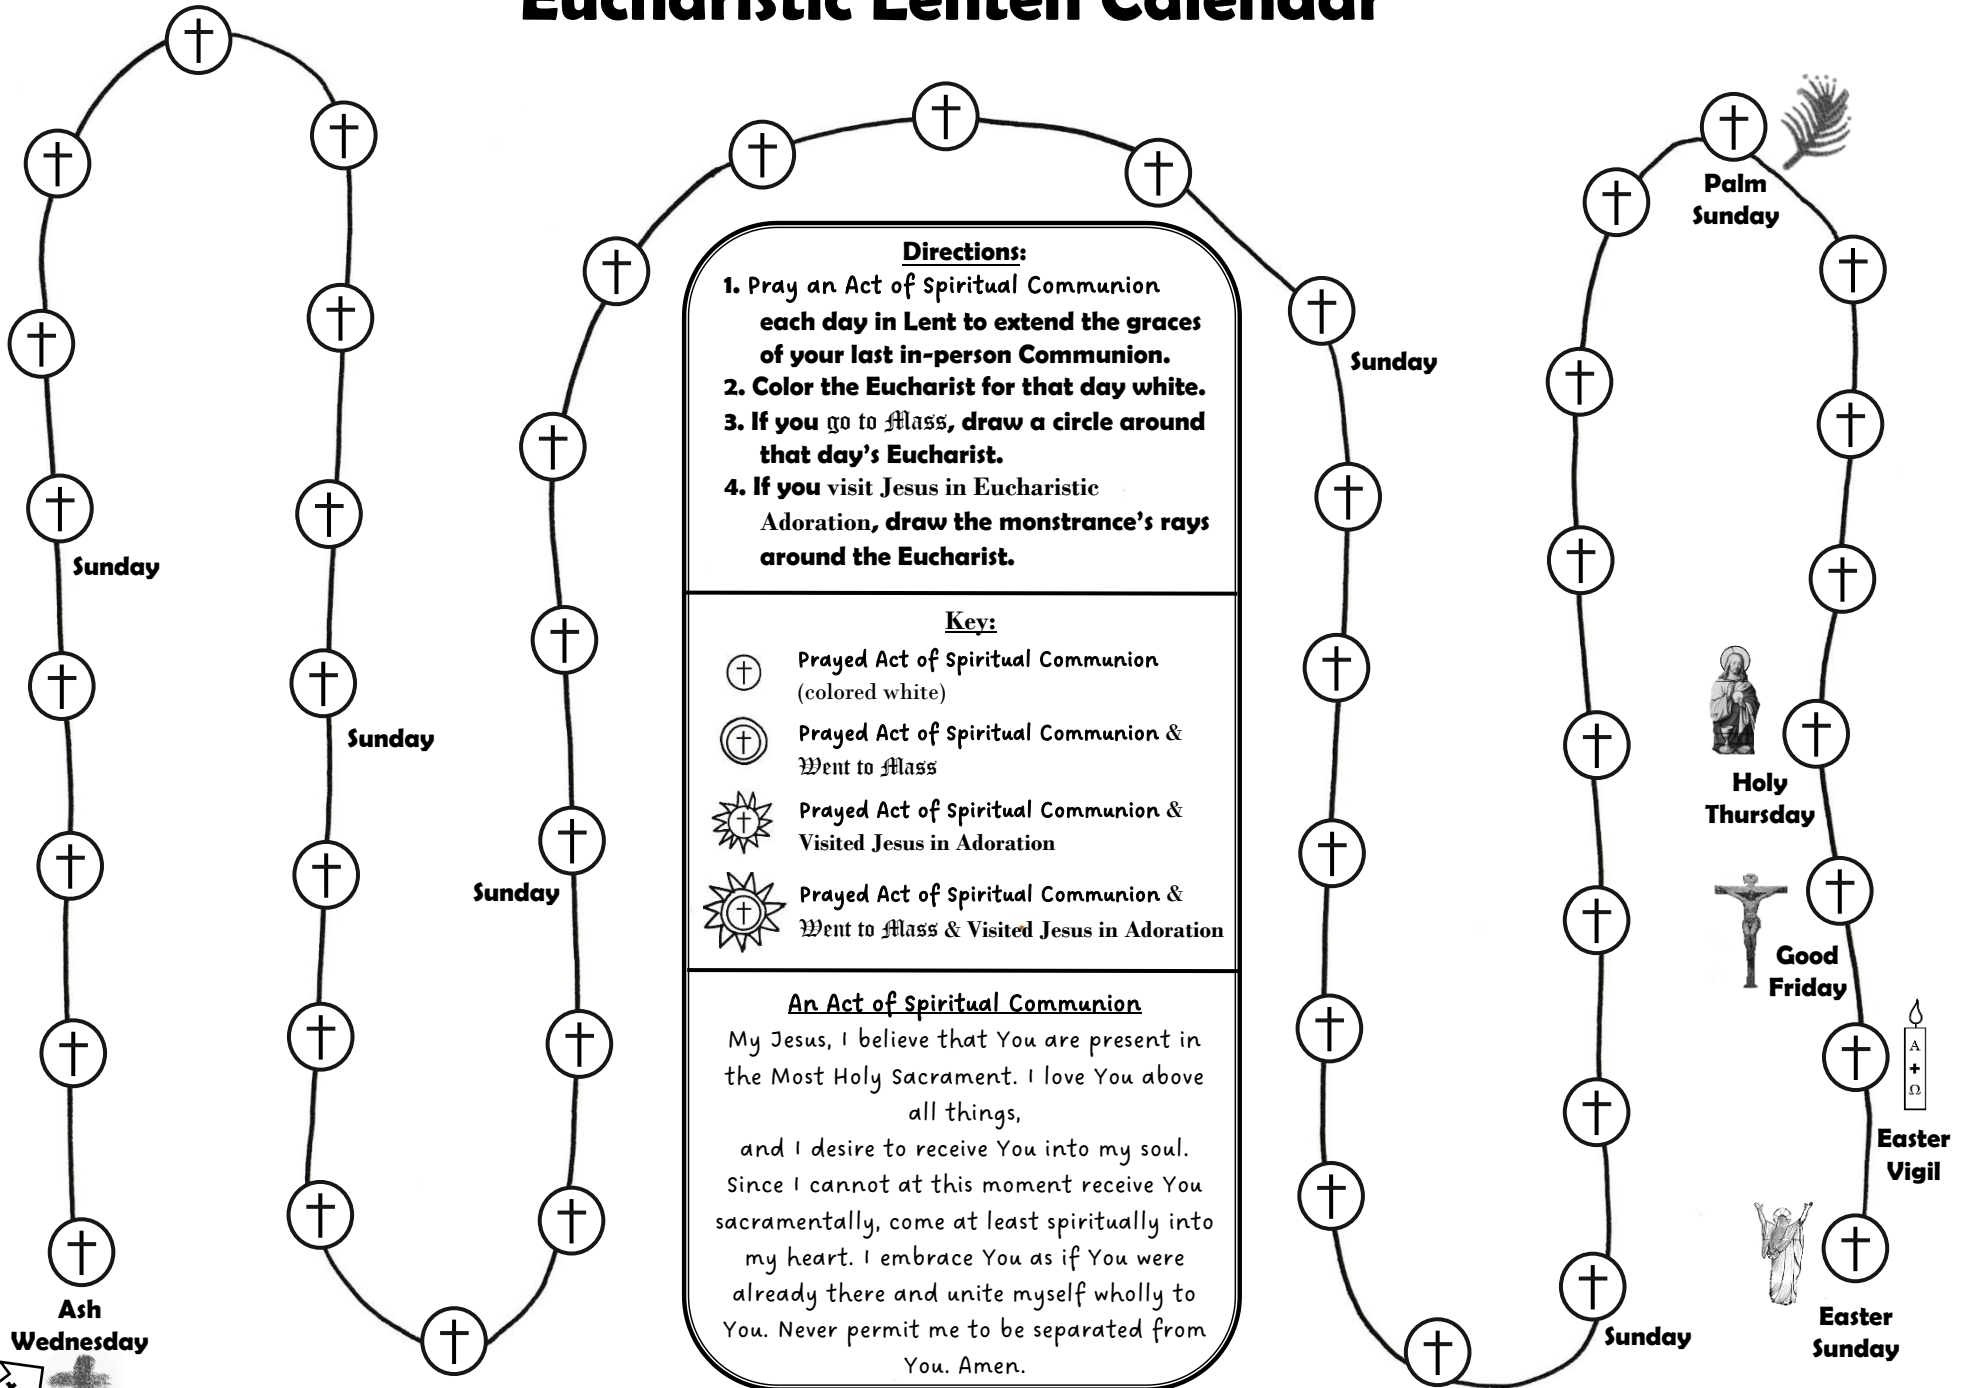 Eucharistic Lenten Calendar
Palm
Sunday
Directions:
1. Pray an Act of Spiritual Communion
each day in Lent to extend the graces
of your last in-person Communion.
2. Color the Eucharist for that day white.
3. If you go to Mass, draw a circle around
that day's Eucharist.
4. If you visit Jesus in Eucharistic
Adoration, draw the monstrance's rays
around the Eucharist.
Sunday
Sunday
Key:
Prayed Act of Spiritual Communion
(colored white)
Prayed Act of Spiritual Communion &
Went to Mass
Prayed Act of Spiritual Communion &
Visited Jesus in Adoration
Prayed Act of Spiritual Communion &
Went to Mass & Visited Jesus in Adoration
Sunday
Sunday
Holy
Thursday
Good
Friday
A
+
Ω
An Act of Spiritual Communion
My Jesus, I believe that You are present in
the Most Holy Sacrament. I love You above
all things,
and I desire to receive You into my soul.
Since I cannot at this moment receive You
sacramentally, come at least spiritually into
my heart. I embrace You as if You were
already there and unite myself wholly to
You. Never permit me to be separated from
You. Amen.
Easter
Vigil
Ash
Wednesday
Sunday
Easter
Sunday